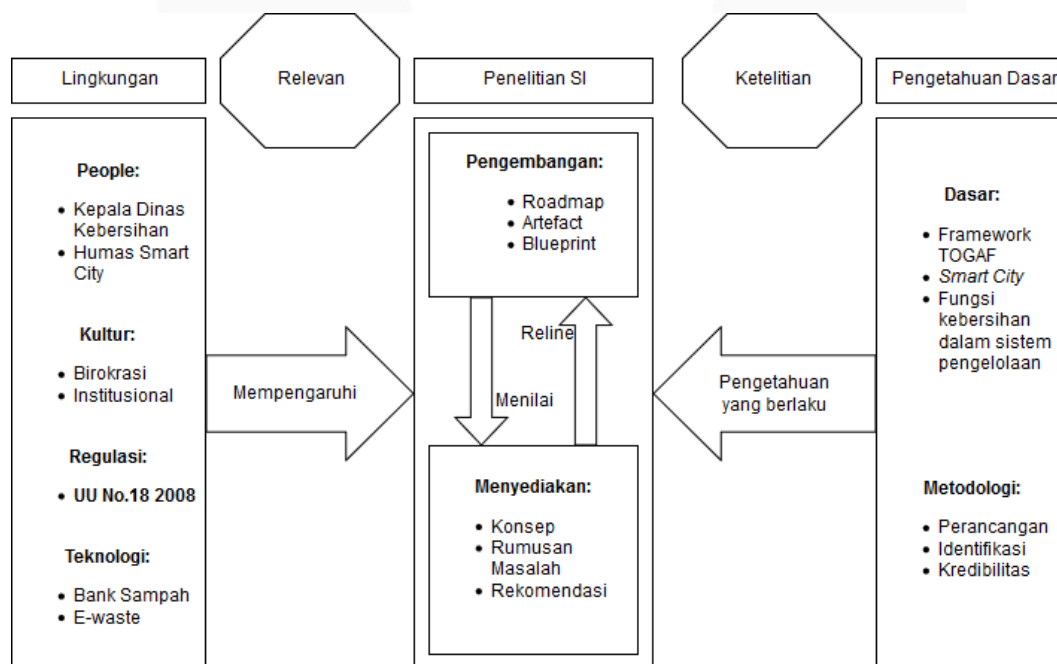 Lingkungan
Relevan
Penelitian SI
Ketelitian
Pengetahuan Dasar
People:
• Kepala Dinas
Kebersihan
• Humas Smart
City
Kultur:
• Birokrasi
• Institusional
Regulasi:
• UU No.18 2008
Teknologi:
• Bank Sampah
• E-waste
Mempengaruhi
Pengembangan:
• Roadmap
• Artefact
• Blueprint
Reline
Menilai
Menyediakan:
• Konsep
• Rumusan
Masalah
• Rekomendasi
Pengetahuan
yang berlaku
Dasar:
• Framework
TOGAF
• Smart City
• Fungsi
kebersihan
dalam sistem
pengelolaan
Metodologi:
• Perancangan
• Identifikasi
• Kredibilitas